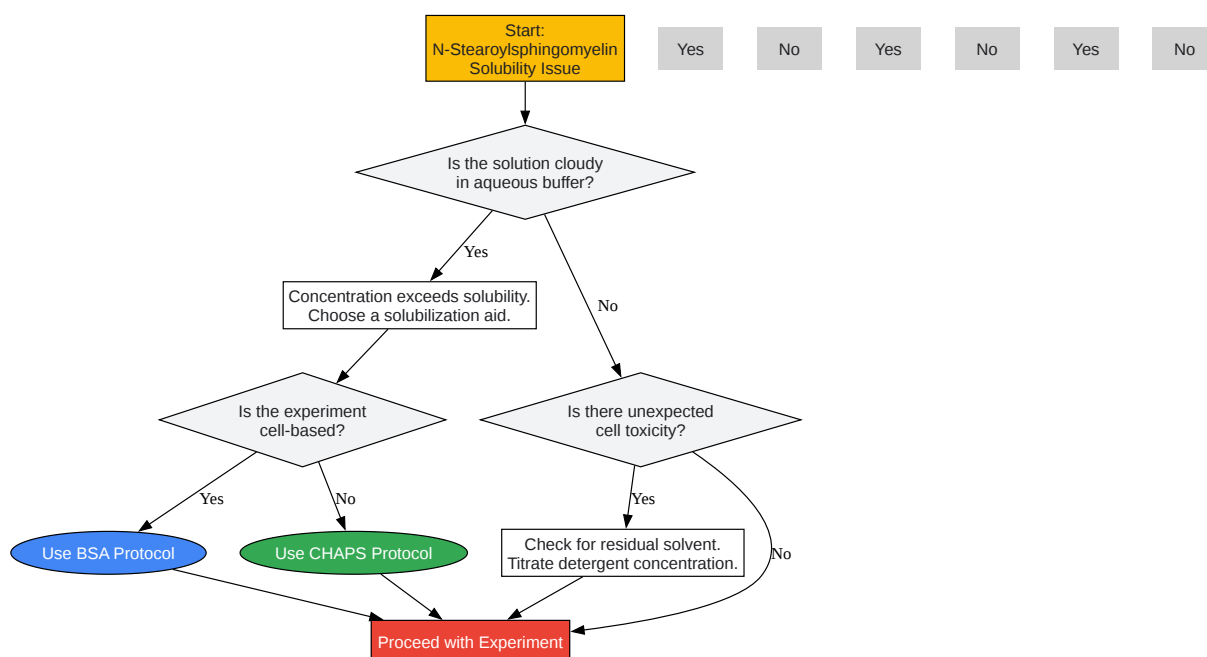 Start:
N-Stearoylsphingomyelin
Solubility Issue
Yes
No
Yes
No
Yes
No
Is the solution cloudy
in aqueous buffer?
Yes
No
Concentration exceeds solubility.
Choose a solubilization aid.
Is the experiment
cell-based?
Is there unexpected
cell toxicity?
Yes
No
Yes
No
Use BSA Protocol
Use CHAPS Protocol
Check for residual solvent.
Titrate detergent concentration.
Proceed with Experiment